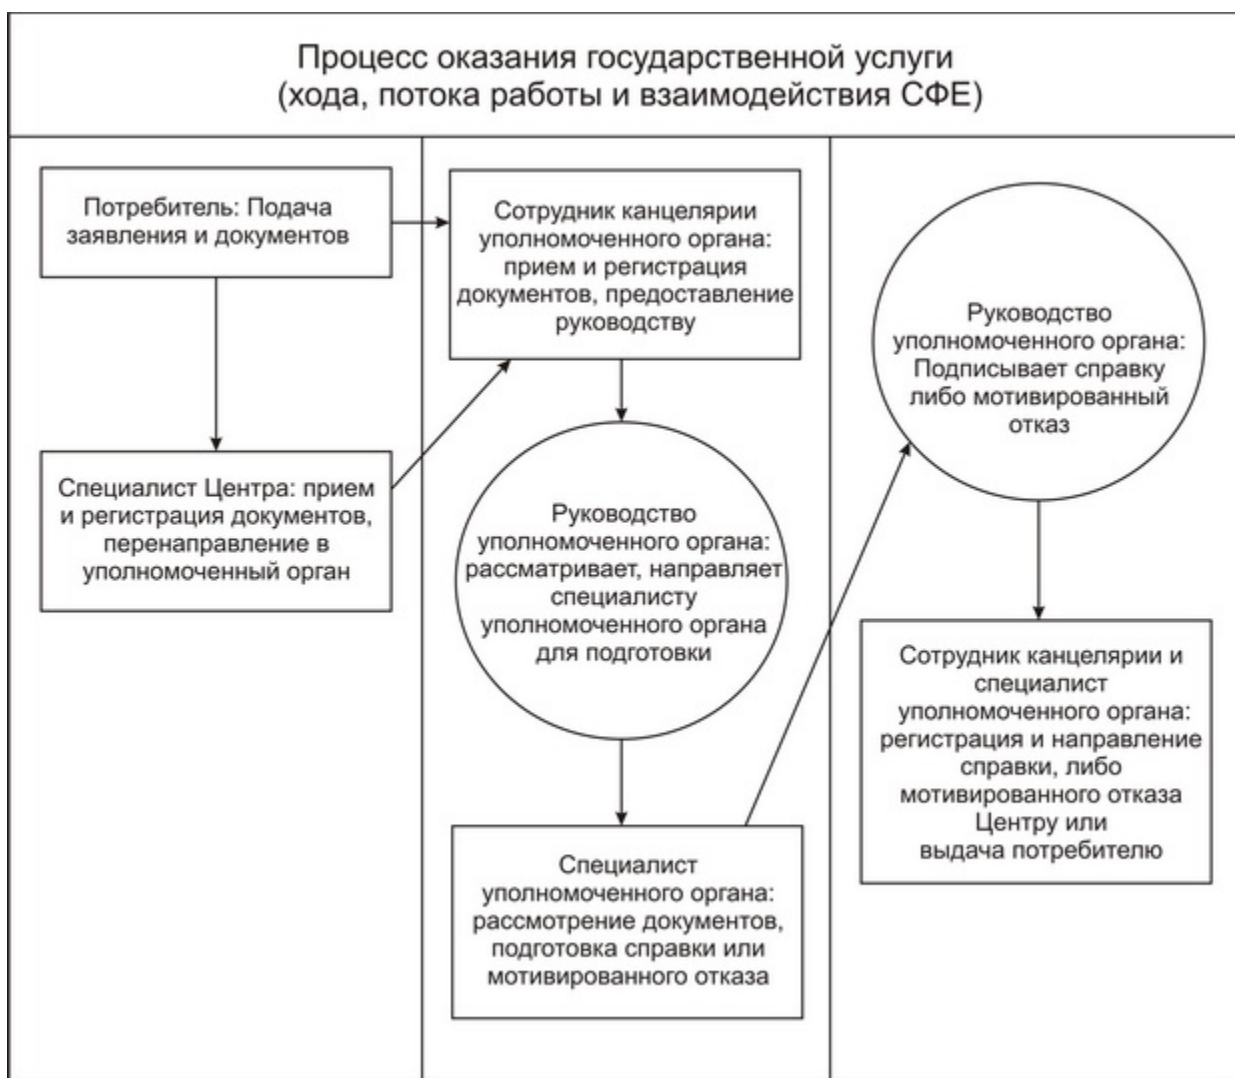 Процесс оказания государственной услуги
(хода, потока работы и взаимодействия СФЕ)
Потребитель: Подача
заявления и документов
Специалист Центра: прием
и регистрация документов,
перенаправление в
уполномоченный орган
Сотрудник канцелярии
уполномоченного органа:
прием и регистрация
документов, предоставление
руководству
Руководство
уполномоченного органа:
рассматривает, направляет
специалисту
уполномоченного органа
для подготовки
Специалист
уполномоченного органа:
рассмотрение документов,
подготовка справки или
мотивированного отказа
Руководство
уполномоченного органа:
Подписывает справку
либо мотивированный
отказ
Сотрудник канцелярии и
специалист
уполномоченного органа:
регистрация и направление
справки, либо
мотивированного отказа
Центру или
выдача потребителю